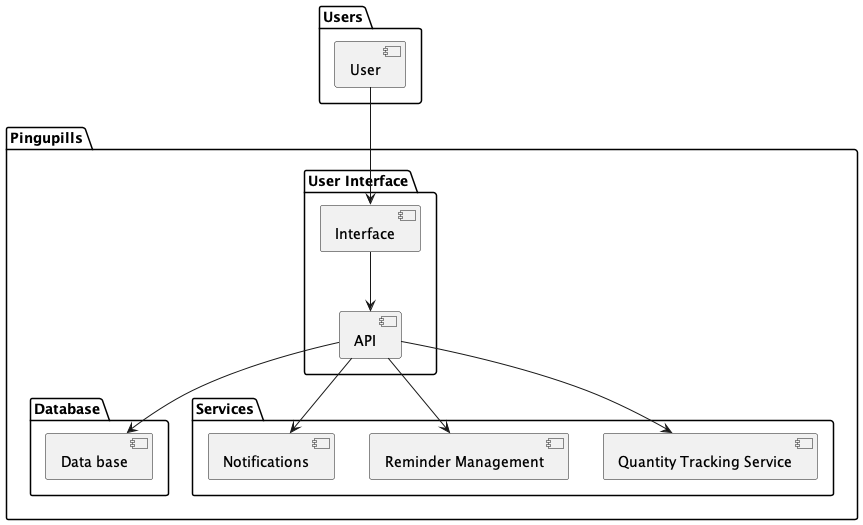 Users
User
Pingupills
User Interface
Interface
API
Database
Data base
Services
Notifications
Reminder Management
Quantity Tracking Service